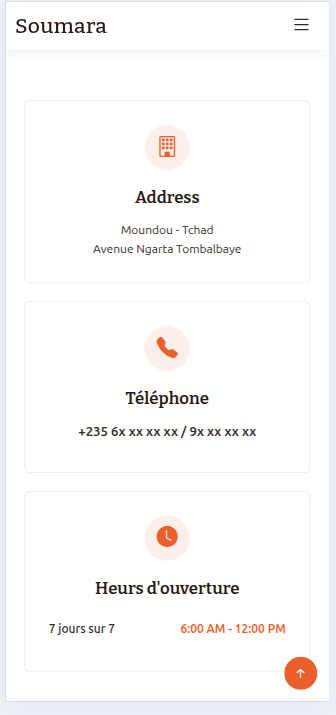 Soumara
Address
Moundou - Tchad
Avenue Ngarta Tombalbaye
Téléphone
+235 6x xx xx xx / 9x xx xx xx
Heurs d'ouverture
7 jours sur 7 6:00 AM - 12:00 PM